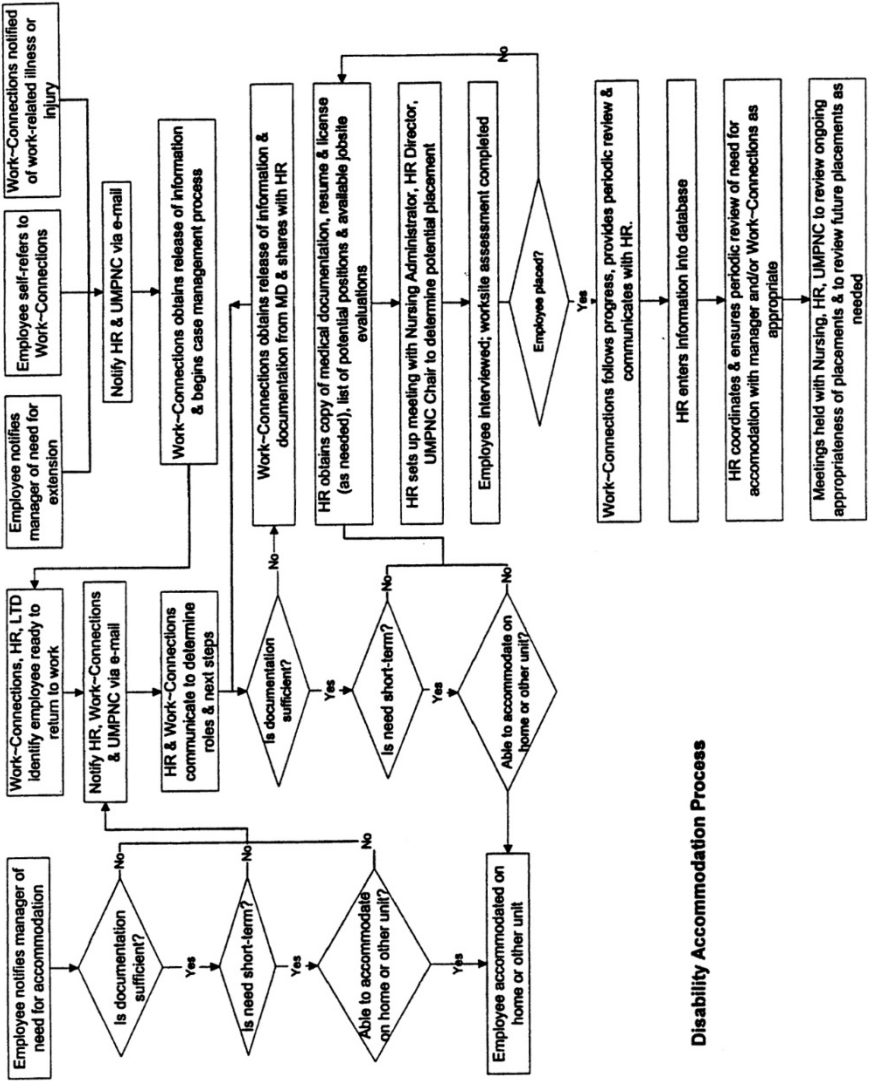 Employee notifies manager of
need for accommodation
Is documentation
sufficient?
No
Yes
Is need short-term?
No
Yes
Able to accommodate
on home or other unit?
No
Yes
Employee accommodated on
home or other unit
Work~Connections, HR, LTD
identify employee ready to
return to work
Notify HR, Work~Connections
& UMPNC via e-mail
HR & Work~Connections
communicate to determine
roles & next steps
Is documentation
sufficient?
No
Yes
Is need short-term?
No
Yes
Able to accommodate on
home or other unit?
No
Employee notifies
manager of need for
extension
Employee self-refers to
Work~Connections
Work~Connections notified
of work-related illness or
injury
Notify HR & UMPNC via e-mail
Work~Connections obtains release of information
& begins case management process
Work~Connections obtains release of information &
documentation from MD & shares with HR
HR obtains copy of medical documentation, resume & license
(as needed), list of potential positions & available jobsite
evaluations
HR sets up meeting with Nursing Administrator, HR Director,
UMPNC Chair to determine potential placement
Employee interviewed; worksite assessment completed
Employee placed?
No
Yes
Work~Connections follows progress, provides periodic review &
communicates with HR.
HR enters information into database
HR coordinates & ensures periodic review of need for
accomodation with manager and/or Work~Connections as
appropriate
Meetings held with Nursing, HR, UMPNC to review ongoing
appropriateness of placements & to review future placements as
needed
Disability Accommodation Process